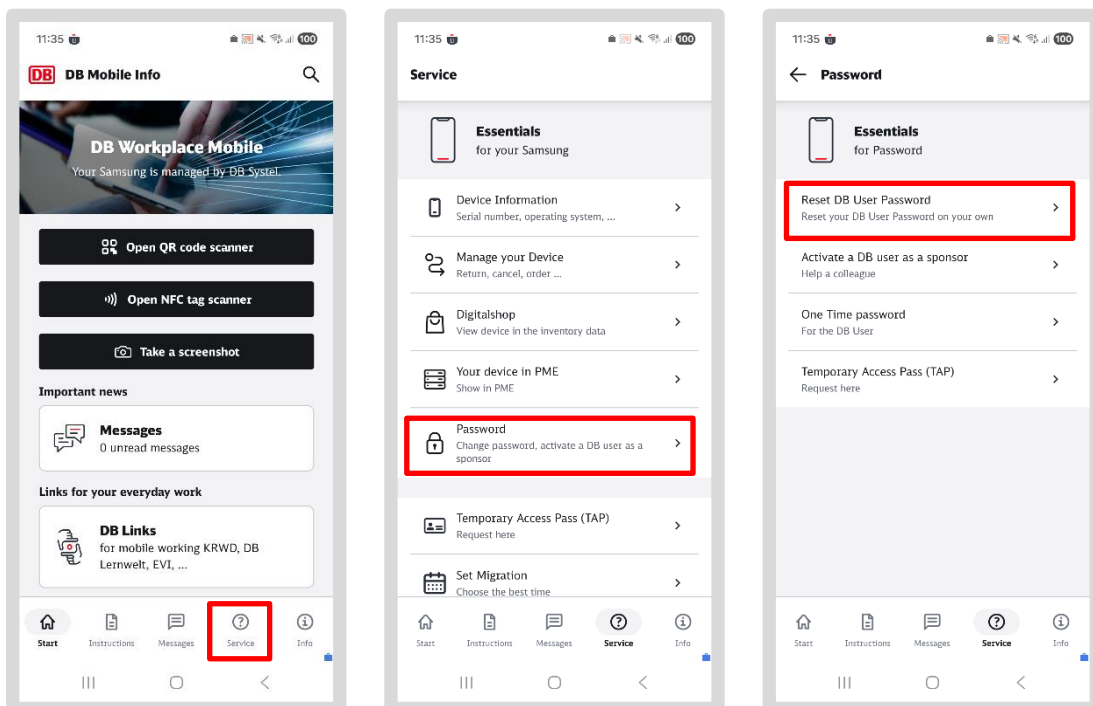 11:35
100
DB DB Mobile Info
DB Workplace Mobile
Your Samsung is managed by DB Systel.
Open QR code scanner
Open NFC tag scanner
Take a screenshot
Important news
Messages
0 unread messages
Links for your everyday work
DB Links
for mobile working KRWD, DB
Lernwelt, EVI, ...
Start Instructions Messages Service Info
11:35
100
Service
Essentials
for your Samsung
Device Information
Serial number, operating system, ...
Manage your Device
Return, cancel, order ...
Digitalshop
View device in the inventory data
Your device in PME
Show in PME
Password
Change password, activate a DB user as a
sponsor
Temporary Access Pass (TAP)
Request here
Set Migration
Choose the best time
Start Instructions Messages Service Info
11:35
100
Password
Essentials
for Password
Reset DB User Password
Reset your DB User Password on your own
Activate a DB user as a sponsor
Help a colleague
One Time password
For the DB User
Temporary Access Pass (TAP)
Request here
Start Instructions Messages Service Info